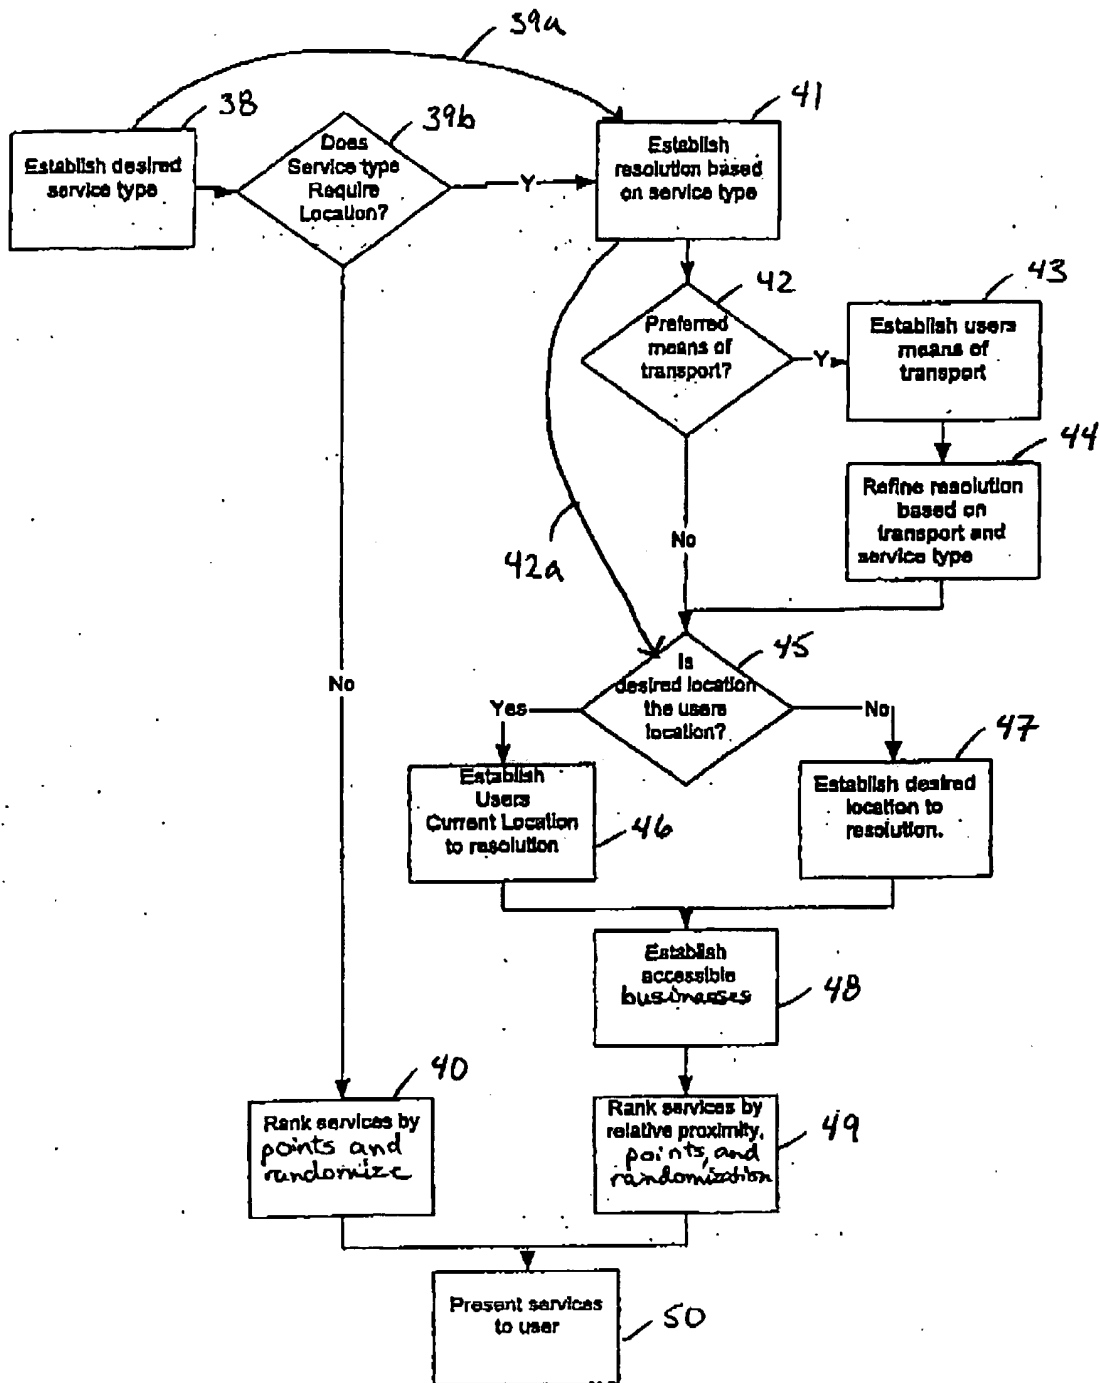 39a
38
39b
41
Establish desired
service type
Does
Service type
Require
Location?
Y
Establish
resolution based
on service type
42
43
Preferred
means of
transport?
Y
Establish users
means of
transport
44
Refine resolution
based on
transport and
service type
No
42a
45
Is
desired location
the users
location?
No
Yes
No
47
Establish
Users
Current Location
to resolution
46
Establish desired
location to
resolution.
Establish
accessible
businesses
48
40
Rank services by
points and
randomize
Rank services by
relative proximity,
points, and
randomization
49
Present services
to user
50